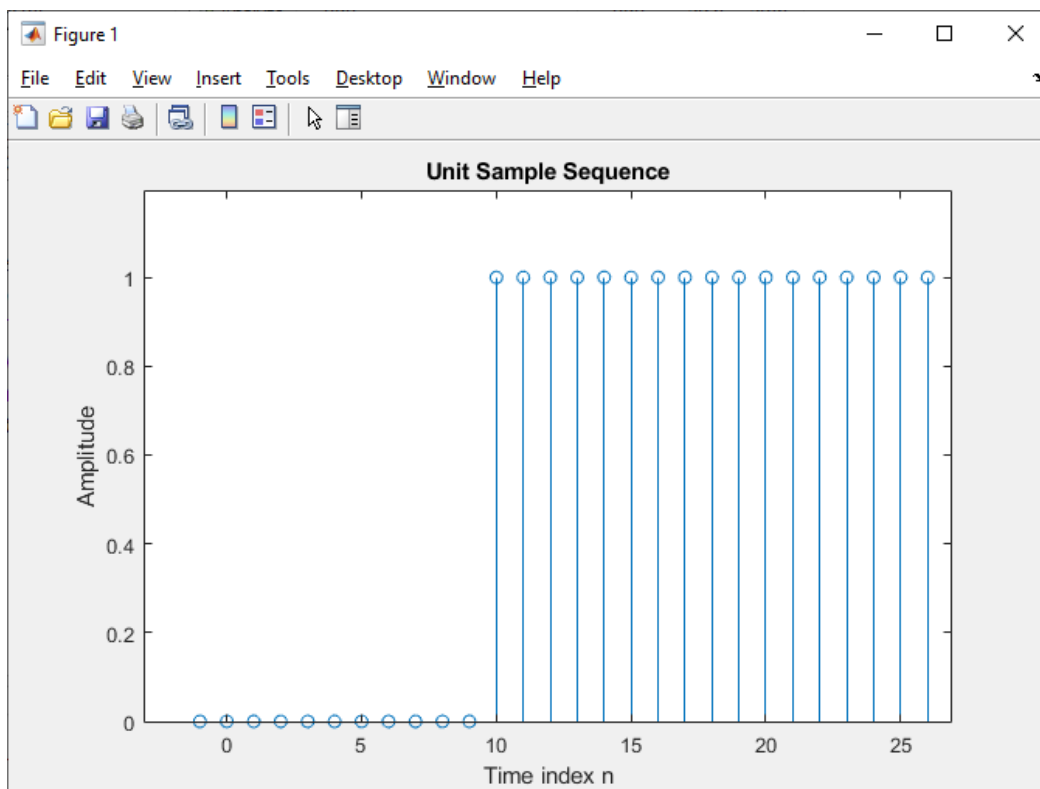 Figure 1
File Edit View Insert Tools Desktop Window Help
Unit Sample Sequence
1
0.8
0.6
0.4
0.2
0
Amplitude
0 5 10 15 20 25
Time index n